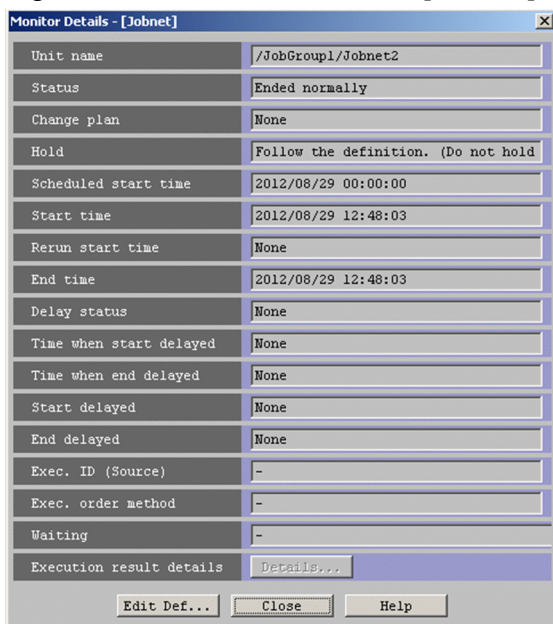 Monitor Details - [Jobnet]
Unit name /JobGroup1/Jobnet2
Status Ended normally
Change plan None
Hold Follow the definition. (Do not hold
Scheduled start time 2012/08/29 00:00:00
Start time 2012/08/29 12:48:03
Rerun start time None
End time 2012/08/29 12:48:03
Delay status None
Time when start delayed None
Time when end delayed None
Start delayed None
End delayed None
Exec. ID (Source) -
Exec. order method -
Waiting -
Execution result details Details...
Edit Def... Close Help